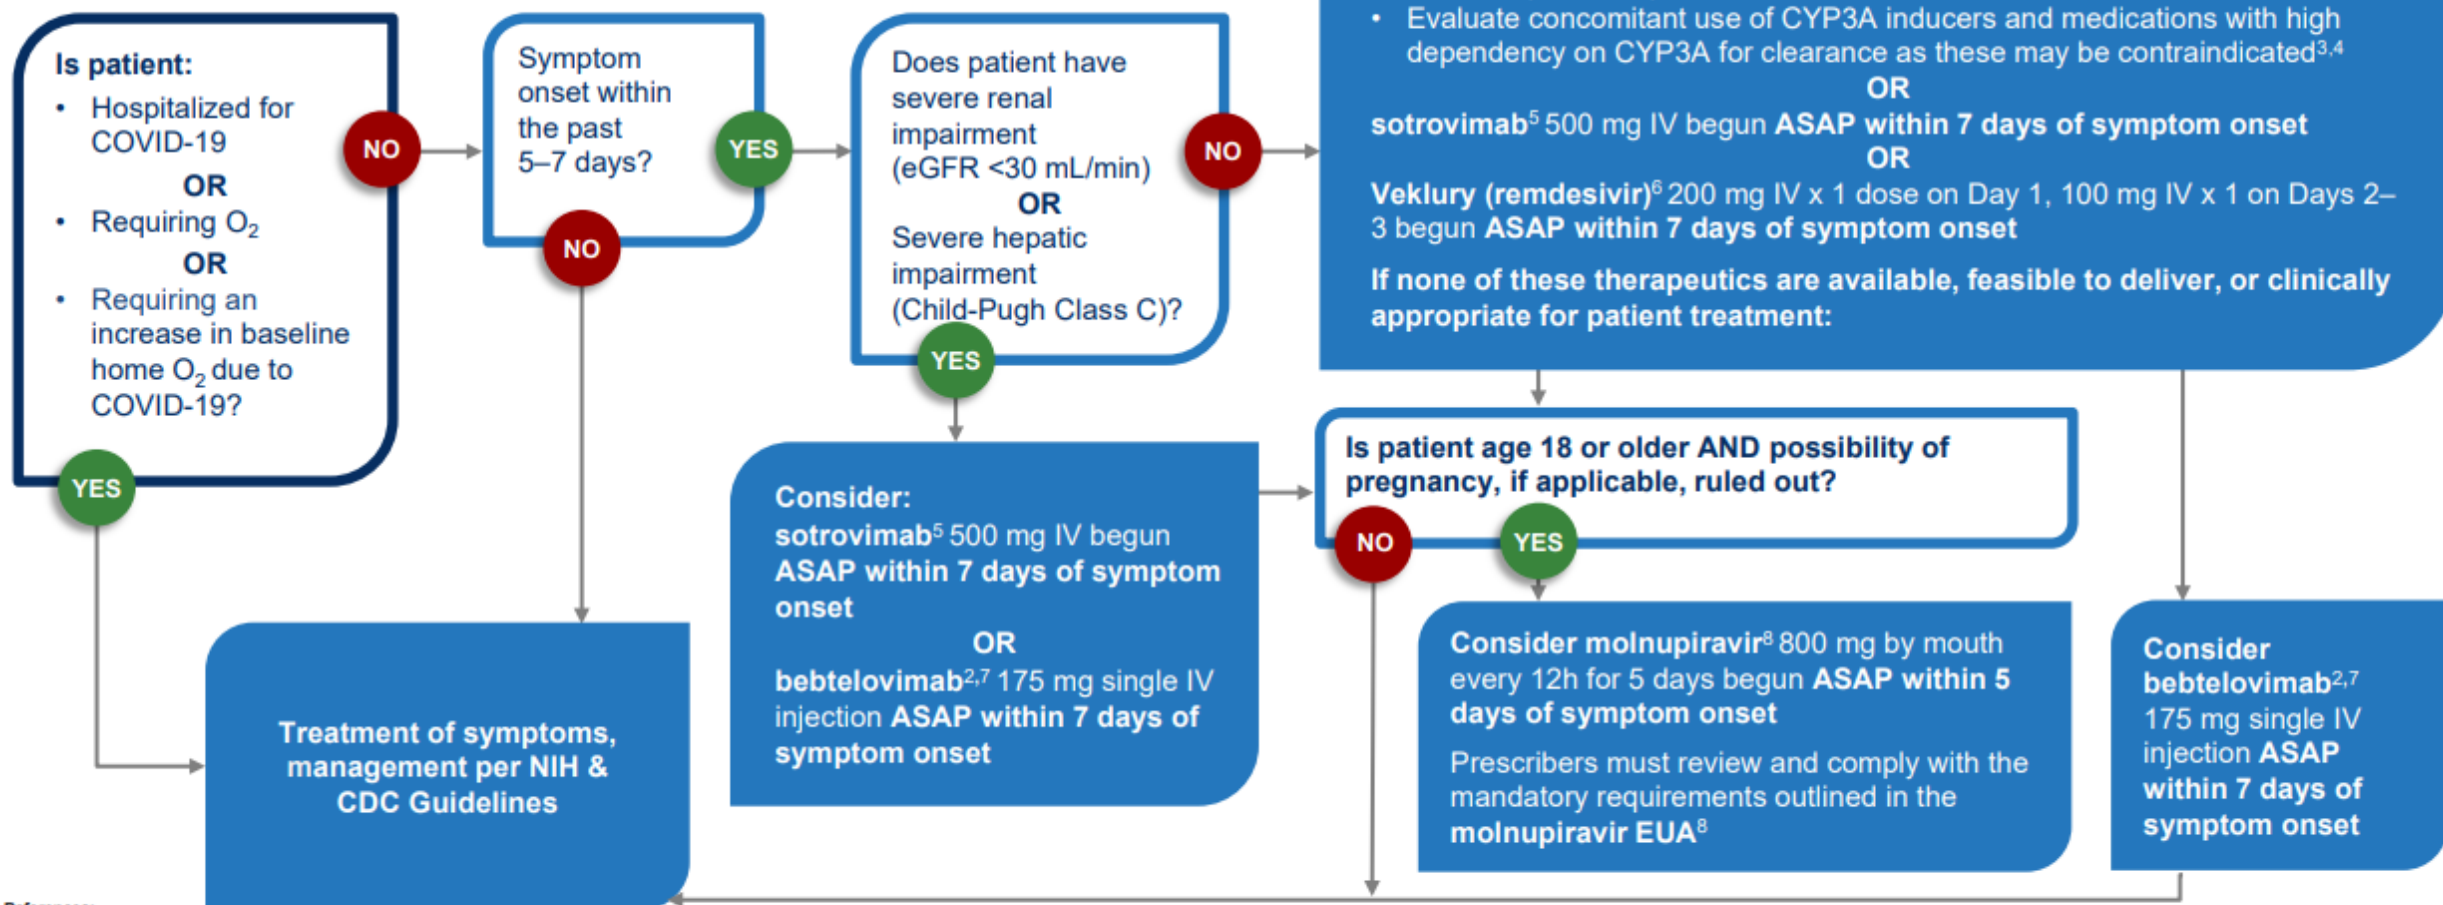 Is patient:
• Hospitalized for
COVID-19
OR
• Requiring O₂
OR
• Requiring an
increase in baseline
home O₂ due to
COVID-19?
NO
YES
Symptom
onset within
the past
5–7 days?
YES
NO
Does patient have
severe renal
impairment
(eGFR <30 mL/min)
OR
Severe hepatic
impairment
(Child-Pugh Class C)?
NO
YES
• Evaluate concomitant use of CYP3A inducers and medications with high
dependency on CYP3A for clearance as these may be contraindicated³,⁴
OR
sotrovimab⁵ 500 mg IV begun ASAP within 7 days of symptom onset
OR
Veklury (remdesivir)⁶ 200 mg IV x 1 dose on Day 1, 100 mg IV x 1 on Days 2–
3 begun ASAP within 7 days of symptom onset
If none of these therapeutics are available, feasible to deliver, or clinically
appropriate for patient treatment:
Consider:
sotrovimab⁵ 500 mg IV begun
ASAP within 7 days of symptom
onset
OR
bebtelovimab²,⁷ 175 mg single IV
injection ASAP within 7 days of
symptom onset
Is patient age 18 or older AND possibility of
pregnancy, if applicable, ruled out?
NO
YES
Consider molnupiravir⁸ 800 mg by mouth
every 12h for 5 days begun ASAP within 5
days of symptom onset
Prescribers must review and comply with the
mandatory requirements outlined in the
molnupiravir EUA⁸
Consider
bebtelovimab²,⁷
175 mg single IV
injection ASAP
within 7 days of
symptom onset
Treatment of symptoms,
management per NIH &
CDC Guidelines